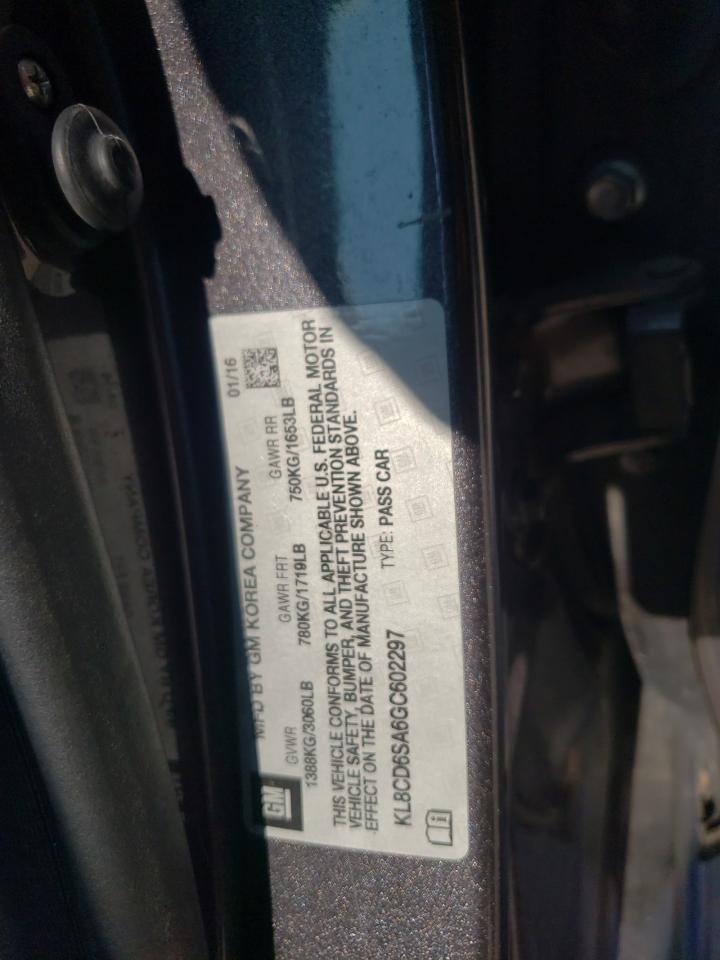 GM
MFD BY GM KOREA COMPANY 01/16
GVWR GAWR FRT GAWR RR
1388KG/3060LB 780KG/1719LB 750KG/1653LB
THIS VEHICLE CONFORMS TO ALL APPLICABLE U.S. FEDERAL MOTOR
VEHICLE SAFETY, BUMPER, AND THEFT PREVENTION STANDARDS IN
EFFECT ON THE DATE OF MANUFACTURE SHOWN ABOVE.
KL8CD6SA6GC602297 TYPE: PASS CAR